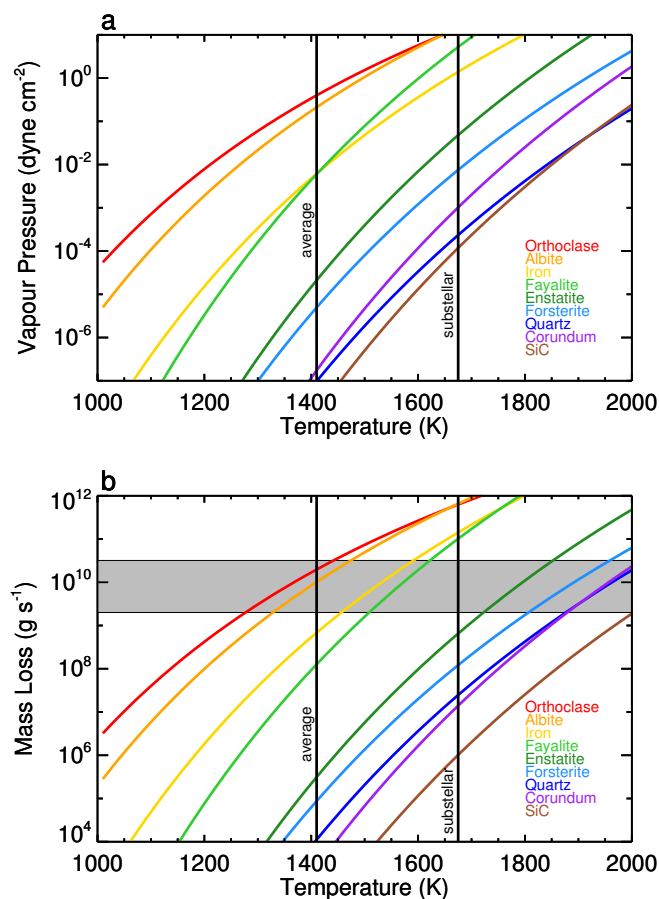 a
Vapour Pressure (dyne cm⁻²)
10⁰
10⁻²
10⁻⁴
10⁻⁶
average
substellar
Orthoclase
Albite
Iron
Fayalite
Enstatite
Forsterite
Quartz
Corundum
SiC
1000 1200 1400 1600 1800 2000
Temperature (K)
b
Mass Loss (g s⁻¹)
10¹²
10¹⁰
10⁸
10⁶
10⁴
average
substellar
Orthoclase
Albite
Iron
Fayalite
Enstatite
Forsterite
Quartz
Corundum
SiC
1000 1200 1400 1600 1800 2000
Temperature (K)